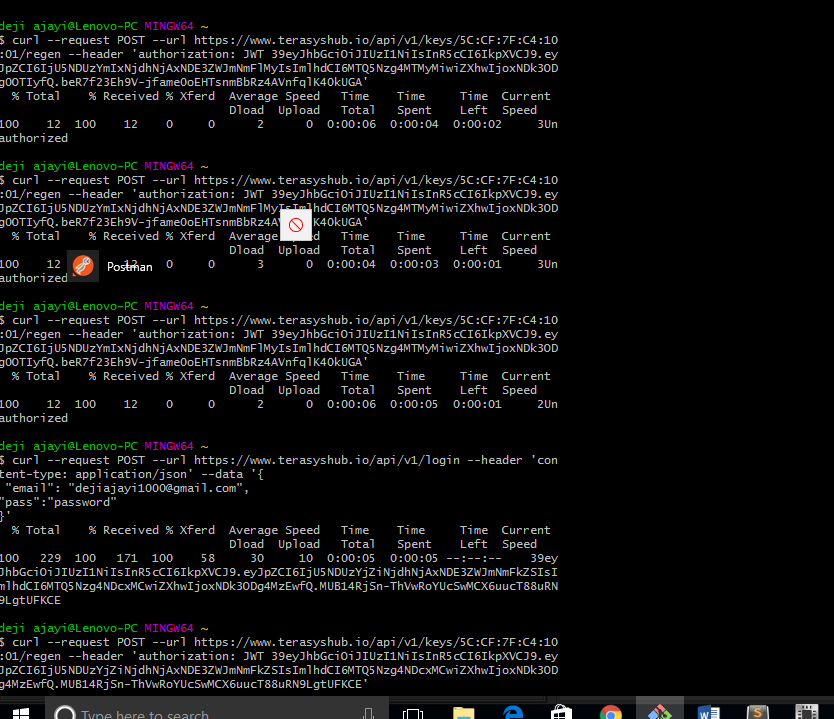 deji ajayi@Lenovo-PC MINGW64 ~
$ curl --request POST --url https://www.terasyshub.io/api/v1/keys/5C:CF:7F:C4:10
:01/regen --header 'authorization: JWT 39eyJhbGciOiJIUzI1NiIsInR5cCI6IkpXVCJ9.ey
JpZCI6IjU5NDUzYmIxNjdhNjAxNDE3ZWJmNmFlMyIsImlhdCI6MTQ5Nzg4MTMyMiwiZXhwIjoxNDk3OD
g0OTIyfQ.beR7f23Eh9V-jfameOoEHTsnmBbRz4AVnfqlK4OkUGA'
% Total % Received % Xferd Average Speed Time Time Time Current
Dload Upload Total Spent Left Speed
100 12 100 12 0 0 2 0 0:00:06 0:00:04 0:00:02 3Un
authorized
deji ajayi@Lenovo-PC MINGW64 ~
$ curl --request POST --url https://www.terasyshub.io/api/v1/keys/5C:CF:7F:C4:10
:01/regen --header 'authorization: JWT 39eyJhbGciOiJIUzI1NiIsInR5cCI6IkpXVCJ9.ey
JpZCI6IjU5NDUzYmIxNjdhNjAxNDE3ZWJmNmFlMyIsImlhdCI6MTQ5Nzg4MTMyMiwiZXhwIjoxNDk3OD
g0OTIyfQ.beR7f23Eh9V-jfameOoEHTsnmBbRz4A K4OkUGA'
% Total % Received % Xferd Average Speed Time Time Time Current
Dload Upload Total Spent Left Speed
100 12 12 0 0 3 0 0:00:04 0:00:03 0:00:01 3Un
Postman
authorized
deji ajayi@Lenovo-PC MINGW64 ~
$ curl --request POST --url https://www.terasyshub.io/api/v1/keys/5C:CF:7F:C4:10
:01/regen --header 'authorization: JWT 39eyJhbGciOiJIUzI1NiIsInR5cCI6IkpXVCJ9.ey
JpZCI6IjU5NDUzYmIxNjdhNjAxNDE3ZWJmNmFlMyIsImlhdCI6MTQ5Nzg4MTMyMiwiZXhwIjoxNDk3OD
g0OTIyfQ.beR7f23Eh9V-jfameOoEHTsnmBbRz4AVnfqlK4OkUGA'
% Total % Received % Xferd Average Speed Time Time Time Current
Dload Upload Total Spent Left Speed
100 12 100 12 0 0 2 0 0:00:06 0:00:05 0:00:01 2Un
authorized
deji ajayi@Lenovo-PC MINGW64 ~
$ curl --request POST --url https://www.terasyshub.io/api/v1/login --header 'con
tent-type: application/json' --data '{
"email": "dejiajayi1000@gmail.com",
"pass":"password"
}'
% Total % Received % Xferd Average Speed Time Time Time Current
Dload Upload Total Spent Left Speed
100 229 100 171 100 58 30 10 0:00:05 0:00:05 --:--:-- 39ey
JhbGciOiJIUzI1NiIsInR5cCI6IkpXVCJ9.eyJpZCI6IjU5NDUzYjZiNjdhNjAxNDE3ZWJmNmFkZSIsI
mlhdCI6MTQ5Nzg4NDcxMCwiZXhwIjoxNDk3ODg4MzEwfQ.MUB14RjSn-ThVwRoYUcSwMCX6uucT88uRN
9LgtUFKCE
deji ajayi@Lenovo-PC MINGW64 ~
$ curl --request POST --url https://www.terasyshub.io/api/v1/keys/5C:CF:7F:C4:10
:01/regen --header 'authorization: JWT 39eyJhbGciOiJIUzI1NiIsInR5cCI6IkpXVCJ9.ey
JpZCI6IjU5NDUzYjZiNjdhNjAxNDE3ZWJmNmFkZSIsImlhdCI6MTQ5Nzg4NDcxMCwiZXhwIjoxNDk3OD
g4MzEwfQ.MUB14RjSn-ThVwRoYUcSwMCX6uucT88uRN9LgtUFKCE'
Type here to search